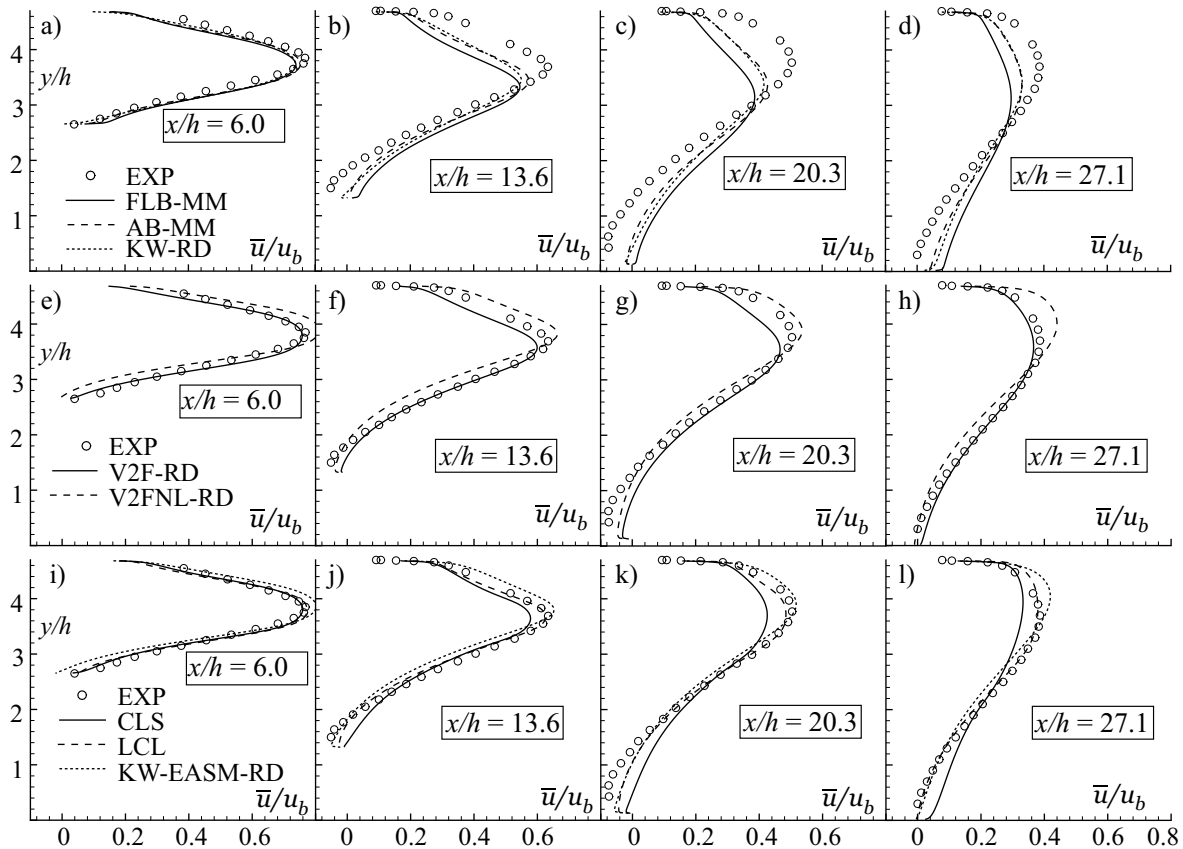 a) b) c) d)
4
y/h
3
x/h = 6.0
2
x/h = 13.6 x/h = 20.3 x/h = 27.1
EXP
FLB-MM
1
AB-MM
KW-RD
u̅/u_b u̅/u_b u̅/u_b u̅/u_b
e) f) g) h)
4
y/h
3
x/h = 6.0
2
EXP
x/h = 13.6 x/h = 20.3 x/h = 27.1
V2F-RD
1
V2FNL-RD
u̅/u_b u̅/u_b u̅/u_b u̅/u_b
i) j) k) l)
4
y/h
3
x/h = 6.0
EXP
2
x/h = 13.6 x/h = 20.3 x/h = 27.1
CLS
LCL
1
KW-EASM-RD
u̅/u_b u̅/u_b u̅/u_b u̅/u_b
0 0.2 0.4 0.6 0 0.2 0.4 0.6 0 0.2 0.4 0.6 0 0.2 0.4 0.6 0.8